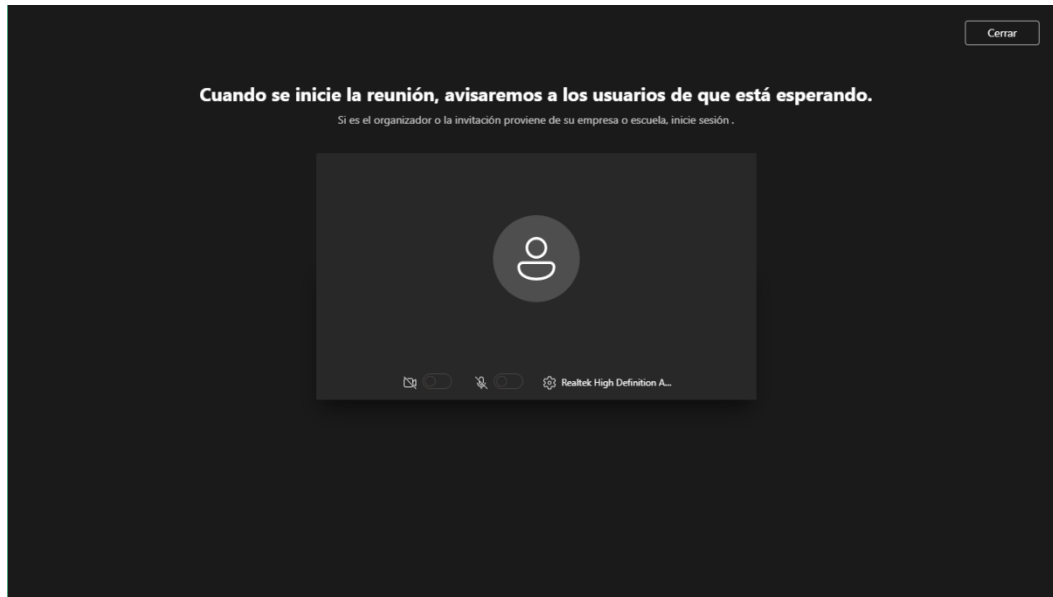 Cerrar
Cuando se inicie la reunión, avisaremos a los usuarios de que está esperando.
Si es el organizador o la invitación proviene de su empresa o escuela, inicie sesión .
Realtek High Definition A...